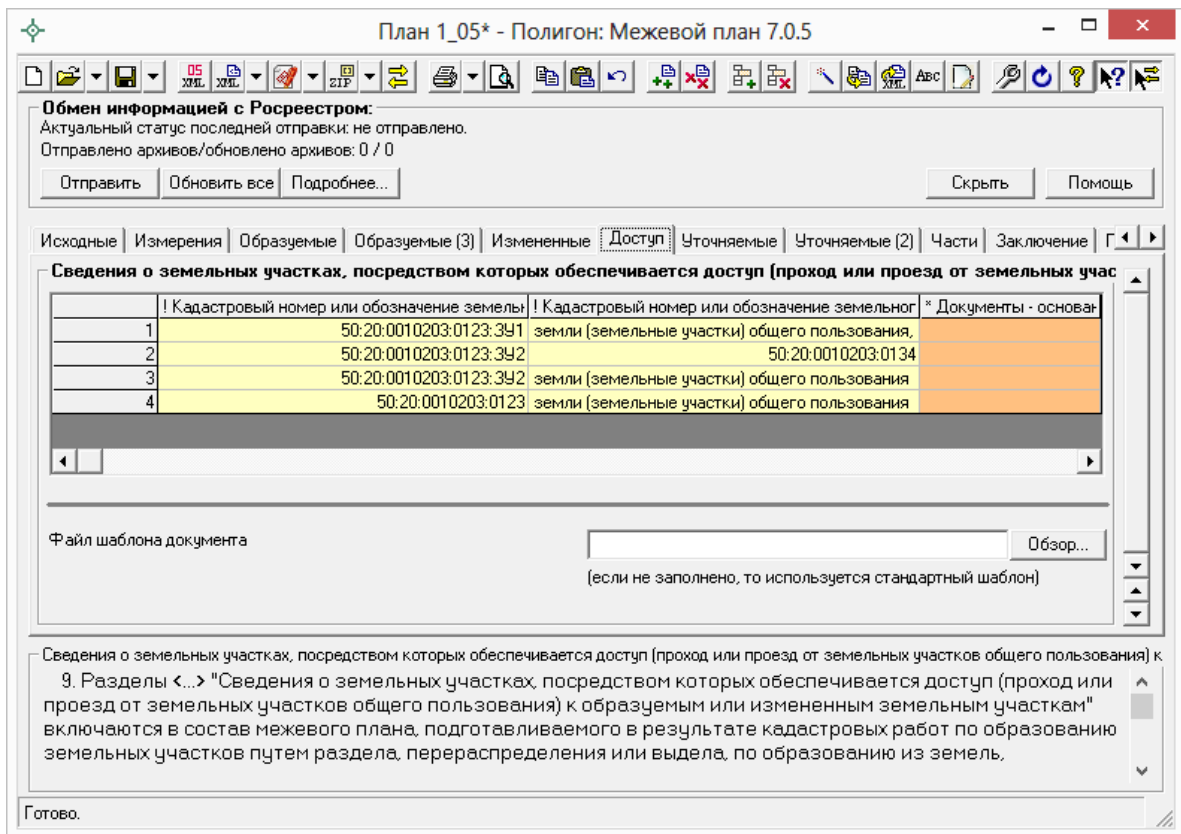 План 1_05* - Полигон: Межевой план 7.0.5
05 XML XML ZIP ABC
Обмен информацией с Росреестром:
Актуальный статус последней отправки: не отправлено.
Отправлено архивов/обновлено архивов: 0 / 0
Отправить Обновить все Подробнее... Скрыть Помощь
Исходные Измерения Образуемые Образуемые (3) Измененные Доступ Уточняемые Уточняемые (2) Части Заключение
Сведения о земельных участках, посредством которых обеспечивается доступ (проход или проезд от земельных учас
! Кадастровый номер или обозначение земельн ! Кадастровый номер или обозначение земельног * Документы - основан
1 50:20:0010203:0123:ЗУ1 земли (земельные участки) общего пользования,
2 50:20:0010203:0123:ЗУ2 50:20:0010203:0134
3 50:20:0010203:0123:ЗУ2 земли (земельные участки) общего пользования
4 50:20:0010203:0123 земли (земельные участки) общего пользования
Файл шаблона документа Обзор...
(если не заполнено, то используется стандартный шаблон)
Сведения о земельных участках, посредством которых обеспечивается доступ (проход или проезд от земельных участков общего пользования) к
9. Разделы <...> "Сведения о земельных участках, посредством которых обеспечивается доступ (проход или
проезд от земельных участков общего пользования) к образуемым или измененным земельным участкам"
включаются в состав межевого плана, подготавливаемого в результате кадастровых работ по образованию
земельных участков путем раздела, перераспределения или выдела, по образованию из земель,
Готово.